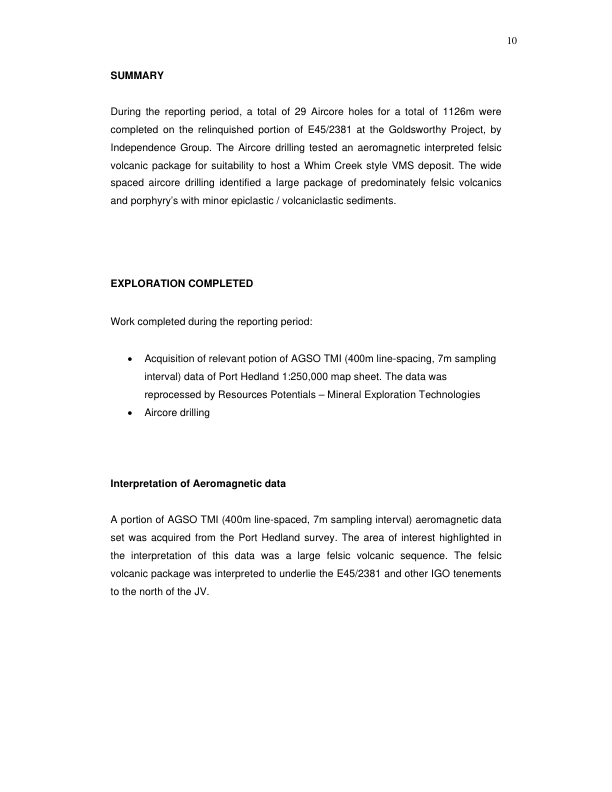 10
SUMMARY
During the reporting period, a total of 29 Aircore holes for a total of 1126m were
completed on the relinquished portion of E45/2381 at the Goldsworthy Project, by
Independence Group. The Aircore drilling tested an aeromagnetic interpreted felsic
volcanic package for suitability to host a Whim Creek style VMS deposit. The wide
spaced aircore drilling identified a large package of predominately felsic volcanics
and porphyry's with minor epiclastic / volcaniclastic sediments.
EXPLORATION COMPLETED
Work completed during the reporting period:
• Acquisition of relevant potion of AGSO TMI (400m line-spacing, 7m sampling
interval) data of Port Hedland 1:250,000 map sheet. The data was
reprocessed by Resources Potentials – Mineral Exploration Technologies
• Aircore drilling
Interpretation of Aeromagnetic data
A portion of AGSO TMI (400m line-spaced, 7m sampling interval) aeromagnetic data
set was acquired from the Port Hedland survey. The area of interest highlighted in
the interpretation of this data was a large felsic volcanic sequence. The felsic
volcanic package was interpreted to underlie the E45/2381 and other IGO tenements
to the north of the JV.